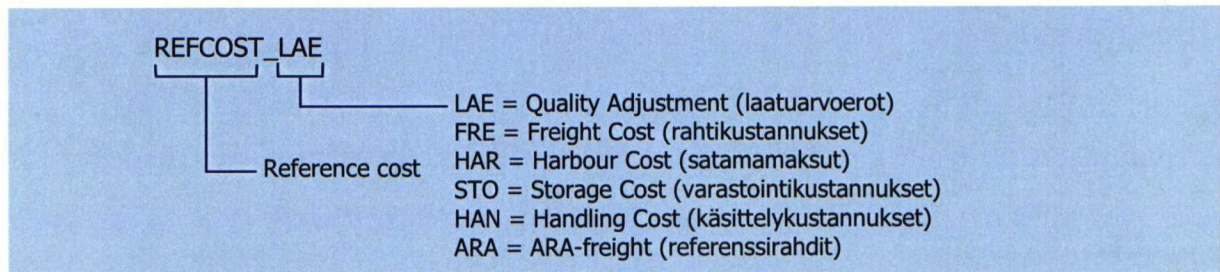 REFCOST_LAE
LAE = Quality Adjustment (laatuarvoerot)
FRE = Freight Cost (rahtikustannukset)
Reference cost
HAR = Harbour Cost (satamamaksut)
STO = Storage Cost (varastointikustannukset)
HAN = Handling Cost (käsittelykustannukset)
ARA = ARA-freight (referenssirahdit)